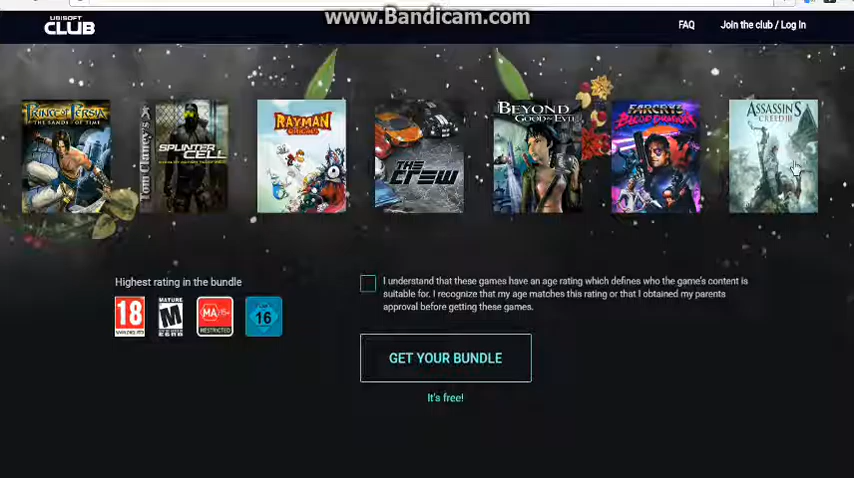 www.Bandicam.com
UBISOFT
CLUB
FAQ
Join the club / Log In
PRINCE OF PERSIA
THE SANDS OF TIME
Tom Clancy's
SPLINTER CELL
RAYMAN
ORIGINS
THE CREW
BEYOND
GOOD & EVIL
FARCRY 3
BLOOD DRAGON
ASSASSIN'S
CREED III
Highest rating in the bundle
18
MATURE
M
MA 15+
RESTRICTED
16
I understand that these games have an age rating which defines who the game's content is
suitable for. I recognize that my age matches this rating or that I obtained my parents
approval before getting these games.
GET YOUR BUNDLE
It's free!